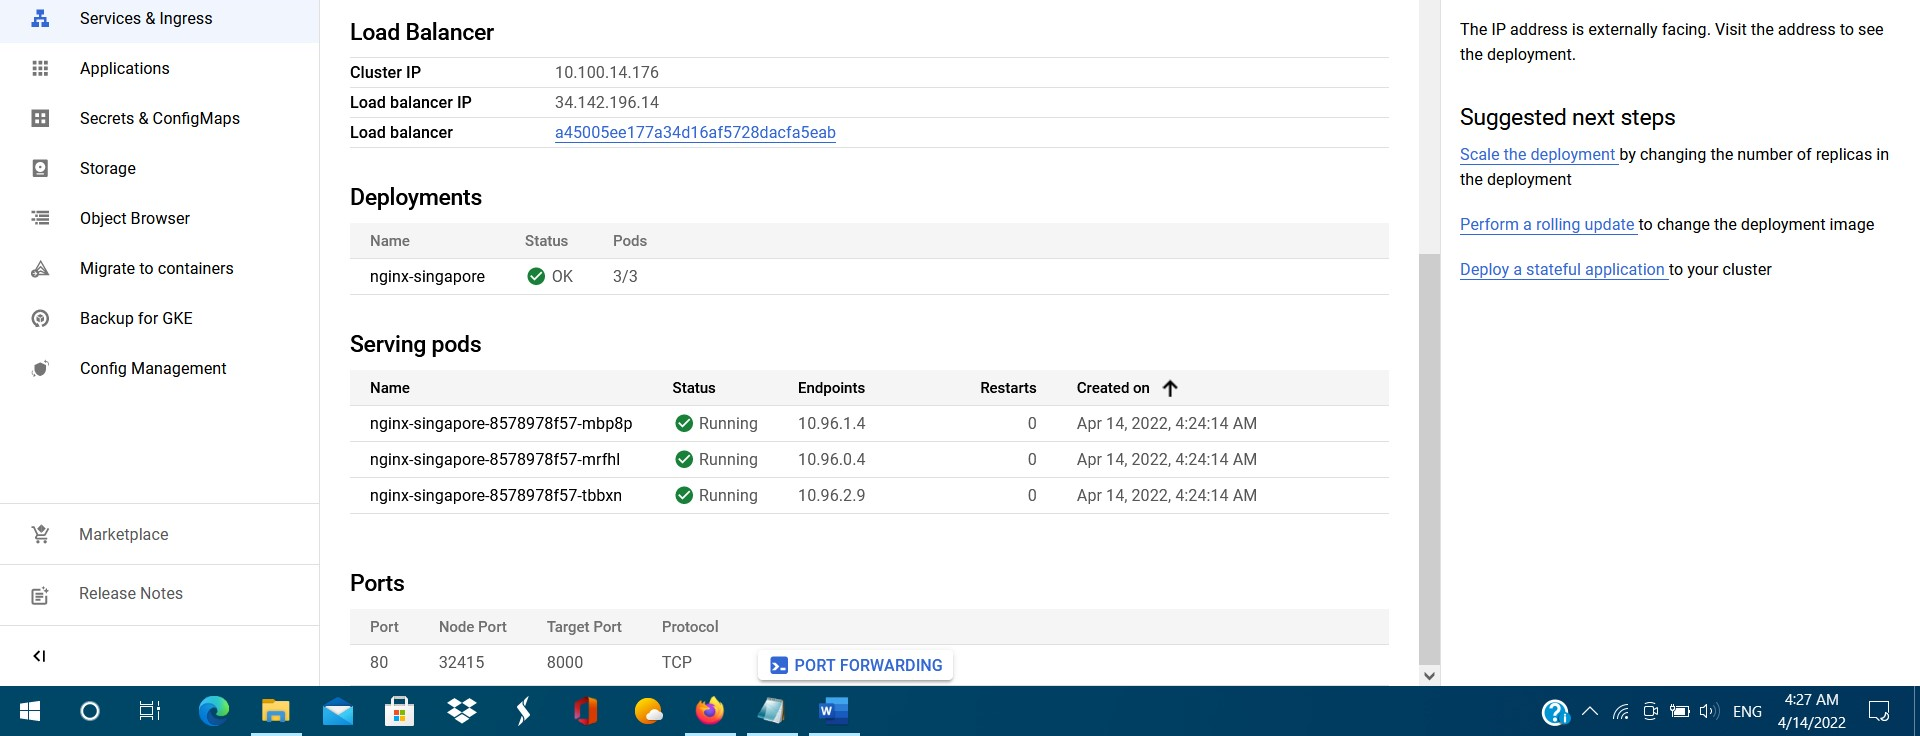 Services & Ingress
Applications
Secrets & ConfigMaps
Storage
Object Browser
Migrate to containers
Backup for GKE
Config Management
Marketplace
Release Notes
Load Balancer
Cluster IP 10.100.14.176
Load balancer IP 34.142.196.14
Load balancer a45005ee177a34d16af5728dacfa5eab
Deployments
Name Status Pods
nginx-singapore OK 3/3
Serving pods
Name Status Endpoints Restarts Created on
nginx-singapore-8578978f57-mbp8p Running 10.96.1.4 0 Apr 14, 2022, 4:24:14 AM
nginx-singapore-8578978f57-mrfhl Running 10.96.0.4 0 Apr 14, 2022, 4:24:14 AM
nginx-singapore-8578978f57-tbbxn Running 10.96.2.9 0 Apr 14, 2022, 4:24:14 AM
Ports
Port Node Port Target Port Protocol
80 32415 8000 TCP PORT FORWARDING
The IP address is externally facing. Visit the address to see
the deployment.
Suggested next steps
Scale the deployment by changing the number of replicas in
the deployment
Perform a rolling update to change the deployment image
Deploy a stateful application to your cluster
W
ENG
4:27 AM
4/14/2022